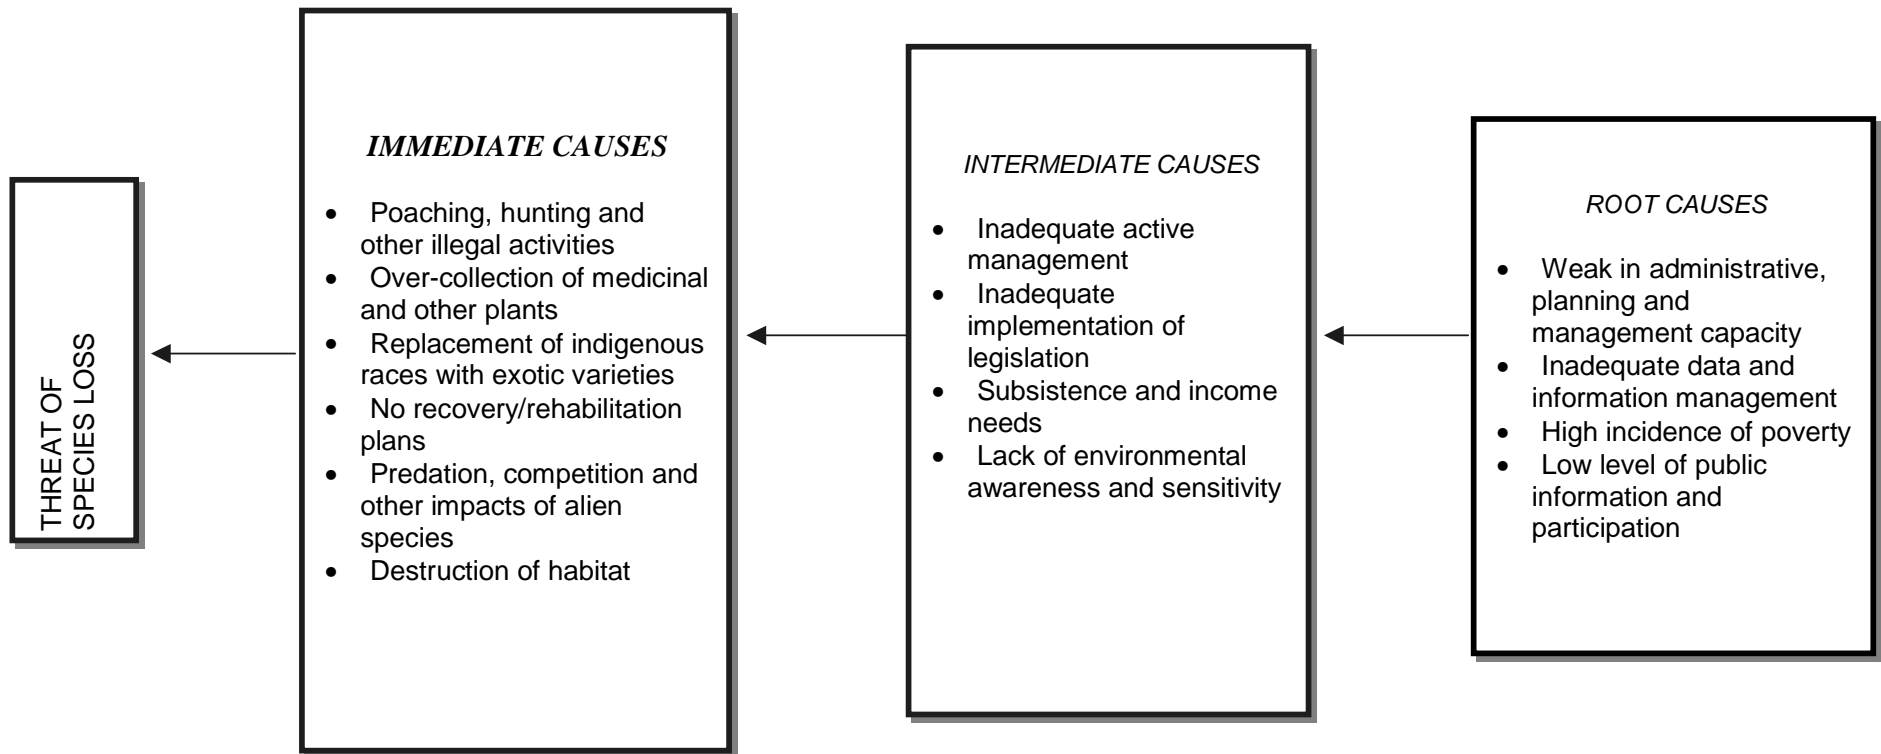 THREAT OF
SPECIES LOSS
IMMEDIATE CAUSES
• Poaching, hunting and
other illegal activities
• Over-collection of medicinal
and other plants
• Replacement of indigenous
races with exotic varieties
• No recovery/rehabilitation
plans
• Predation, competition and
other impacts of alien
species
• Destruction of habitat
INTERMEDIATE CAUSES
• Inadequate active
management
• Inadequate
implementation of
legislation
• Subsistence and income
needs
• Lack of environmental
awareness and sensitivity
ROOT CAUSES
• Weak in administrative,
planning and
management capacity
• Inadequate data and
information management
• High incidence of poverty
• Low level of public
information and
participation